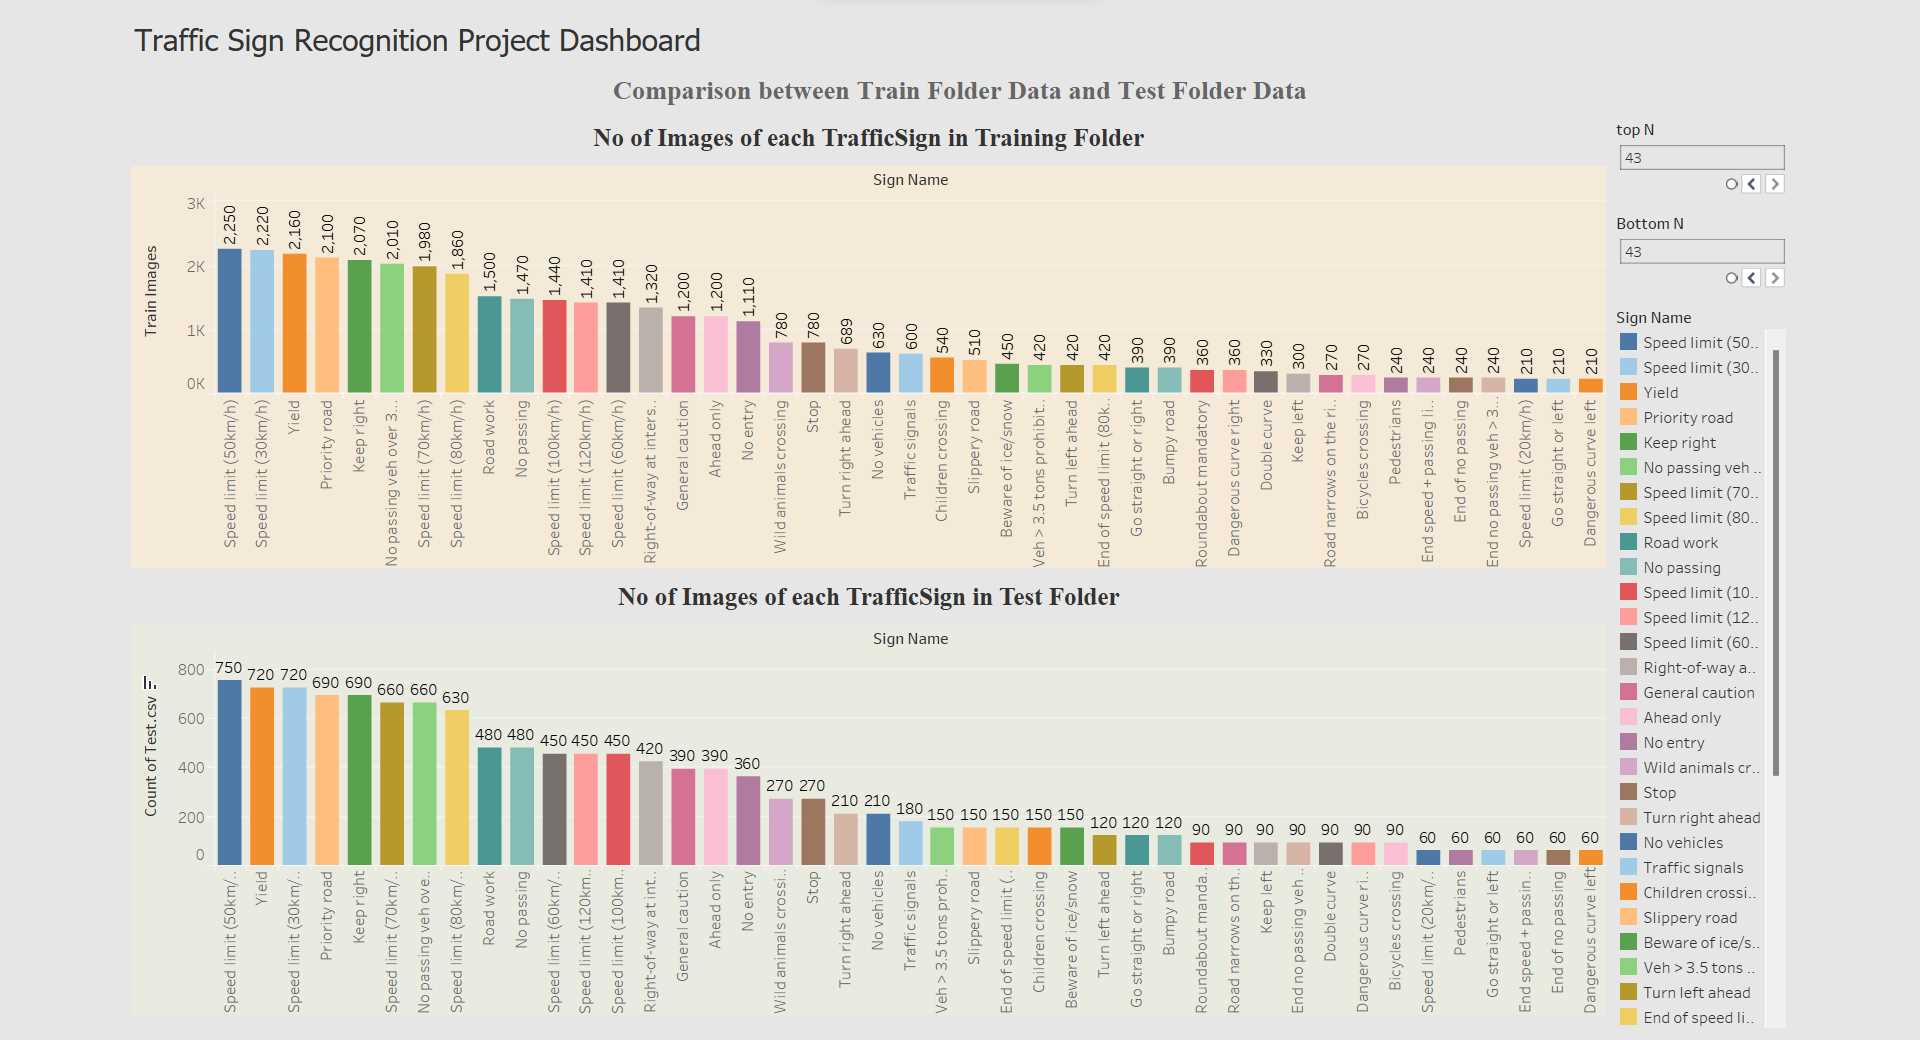 Traffic Sign Recognition Project Dashboard
Comparison between Train Folder Data and Test Folder Data
No of Images of each TrafficSign in Training Folder
Sign Name
Train Images
3K
2K
1K
0K
2,250
2,220
2,160
2,100
2,070
2,010
1,980
1,860
1,500
1,470
1,440
1,410
1,410
1,320
1,200
1,200
1,110
780
780
689
630
600
540
510
450
420
420
420
390
390
360
360
330
300
270
270
240
240
240
240
210
210
210
Speed limit (50km/h)
Speed limit (30km/h)
Yield
Priority road
Keep right
No passing veh over 3...
Speed limit (70km/h)
Speed limit (80km/h)
Road work
No passing
Speed limit (100km/h)
Speed limit (120km/h)
Speed limit (60km/h)
Right-of-way at inters..
General caution
Ahead only
No entry
Wild animals crossing
Stop
Turn right ahead
No vehicles
Traffic signals
Children crossing
Slippery road
Beware of ice/snow
Veh > 3.5 tons prohibit..
Turn left ahead
End of speed limit (80k..
Go straight or right
Bumpy road
Roundabout mandatory
Dangerous curve right
Double curve
Keep left
Road narrows on the ri..
Bicycles crossing
Pedestrians
End speed + passing li..
End of no passing
End no passing veh > 3...
Speed limit (20km/h)
Go straight or left
Dangerous curve left
No of Images of each TrafficSign in Test Folder
Sign Name
Count of Test.csv
800
600
400
200
0
750
720
720
690
690
660
660
630
480
480
450
450
450
420
390
390
360
270
270
210
210
180
150
150
150
150
150
120
120
120
90
90
90
90
90
90
90
60
60
60
60
60
60
Speed limit (50km/..
Yield
Speed limit (30km/..
Priority road
Keep right
Speed limit (70km/..
No passing veh ove..
Speed limit (80km/..
Road work
No passing
Speed limit (60km/..
Speed limit (120km..
Speed limit (100km..
Right-of-way at int..
General caution
Ahead only
No entry
Wild animals crossi..
Stop
Turn right ahead
No vehicles
Traffic signals
Veh > 3.5 tons proh..
Slippery road
End of speed limit (..
Children crossing
Beware of ice/snow
Turn left ahead
Go straight or right
Bumpy road
Roundabout manda..
Road narrows on th..
Keep left
End no passing veh ..
Double curve
Dangerous curve ri..
Bicycles crossing
Speed limit (20km/..
Pedestrians
Go straight or left
End speed + passin..
End of no passing
Dangerous curve left
top N
43
Bottom N
43
Sign Name
Speed limit (50..
Speed limit (30..
Yield
Priority road
Keep right
No passing veh ..
Speed limit (70..
Speed limit (80..
Road work
No passing
Speed limit (10..
Speed limit (12..
Speed limit (60..
Right-of-way a..
General caution
Ahead only
No entry
Wild animals cr..
Stop
Turn right ahead
No vehicles
Traffic signals
Children crossi..
Slippery road
Beware of ice/s..
Veh > 3.5 tons ..
Turn left ahead
End of speed li..